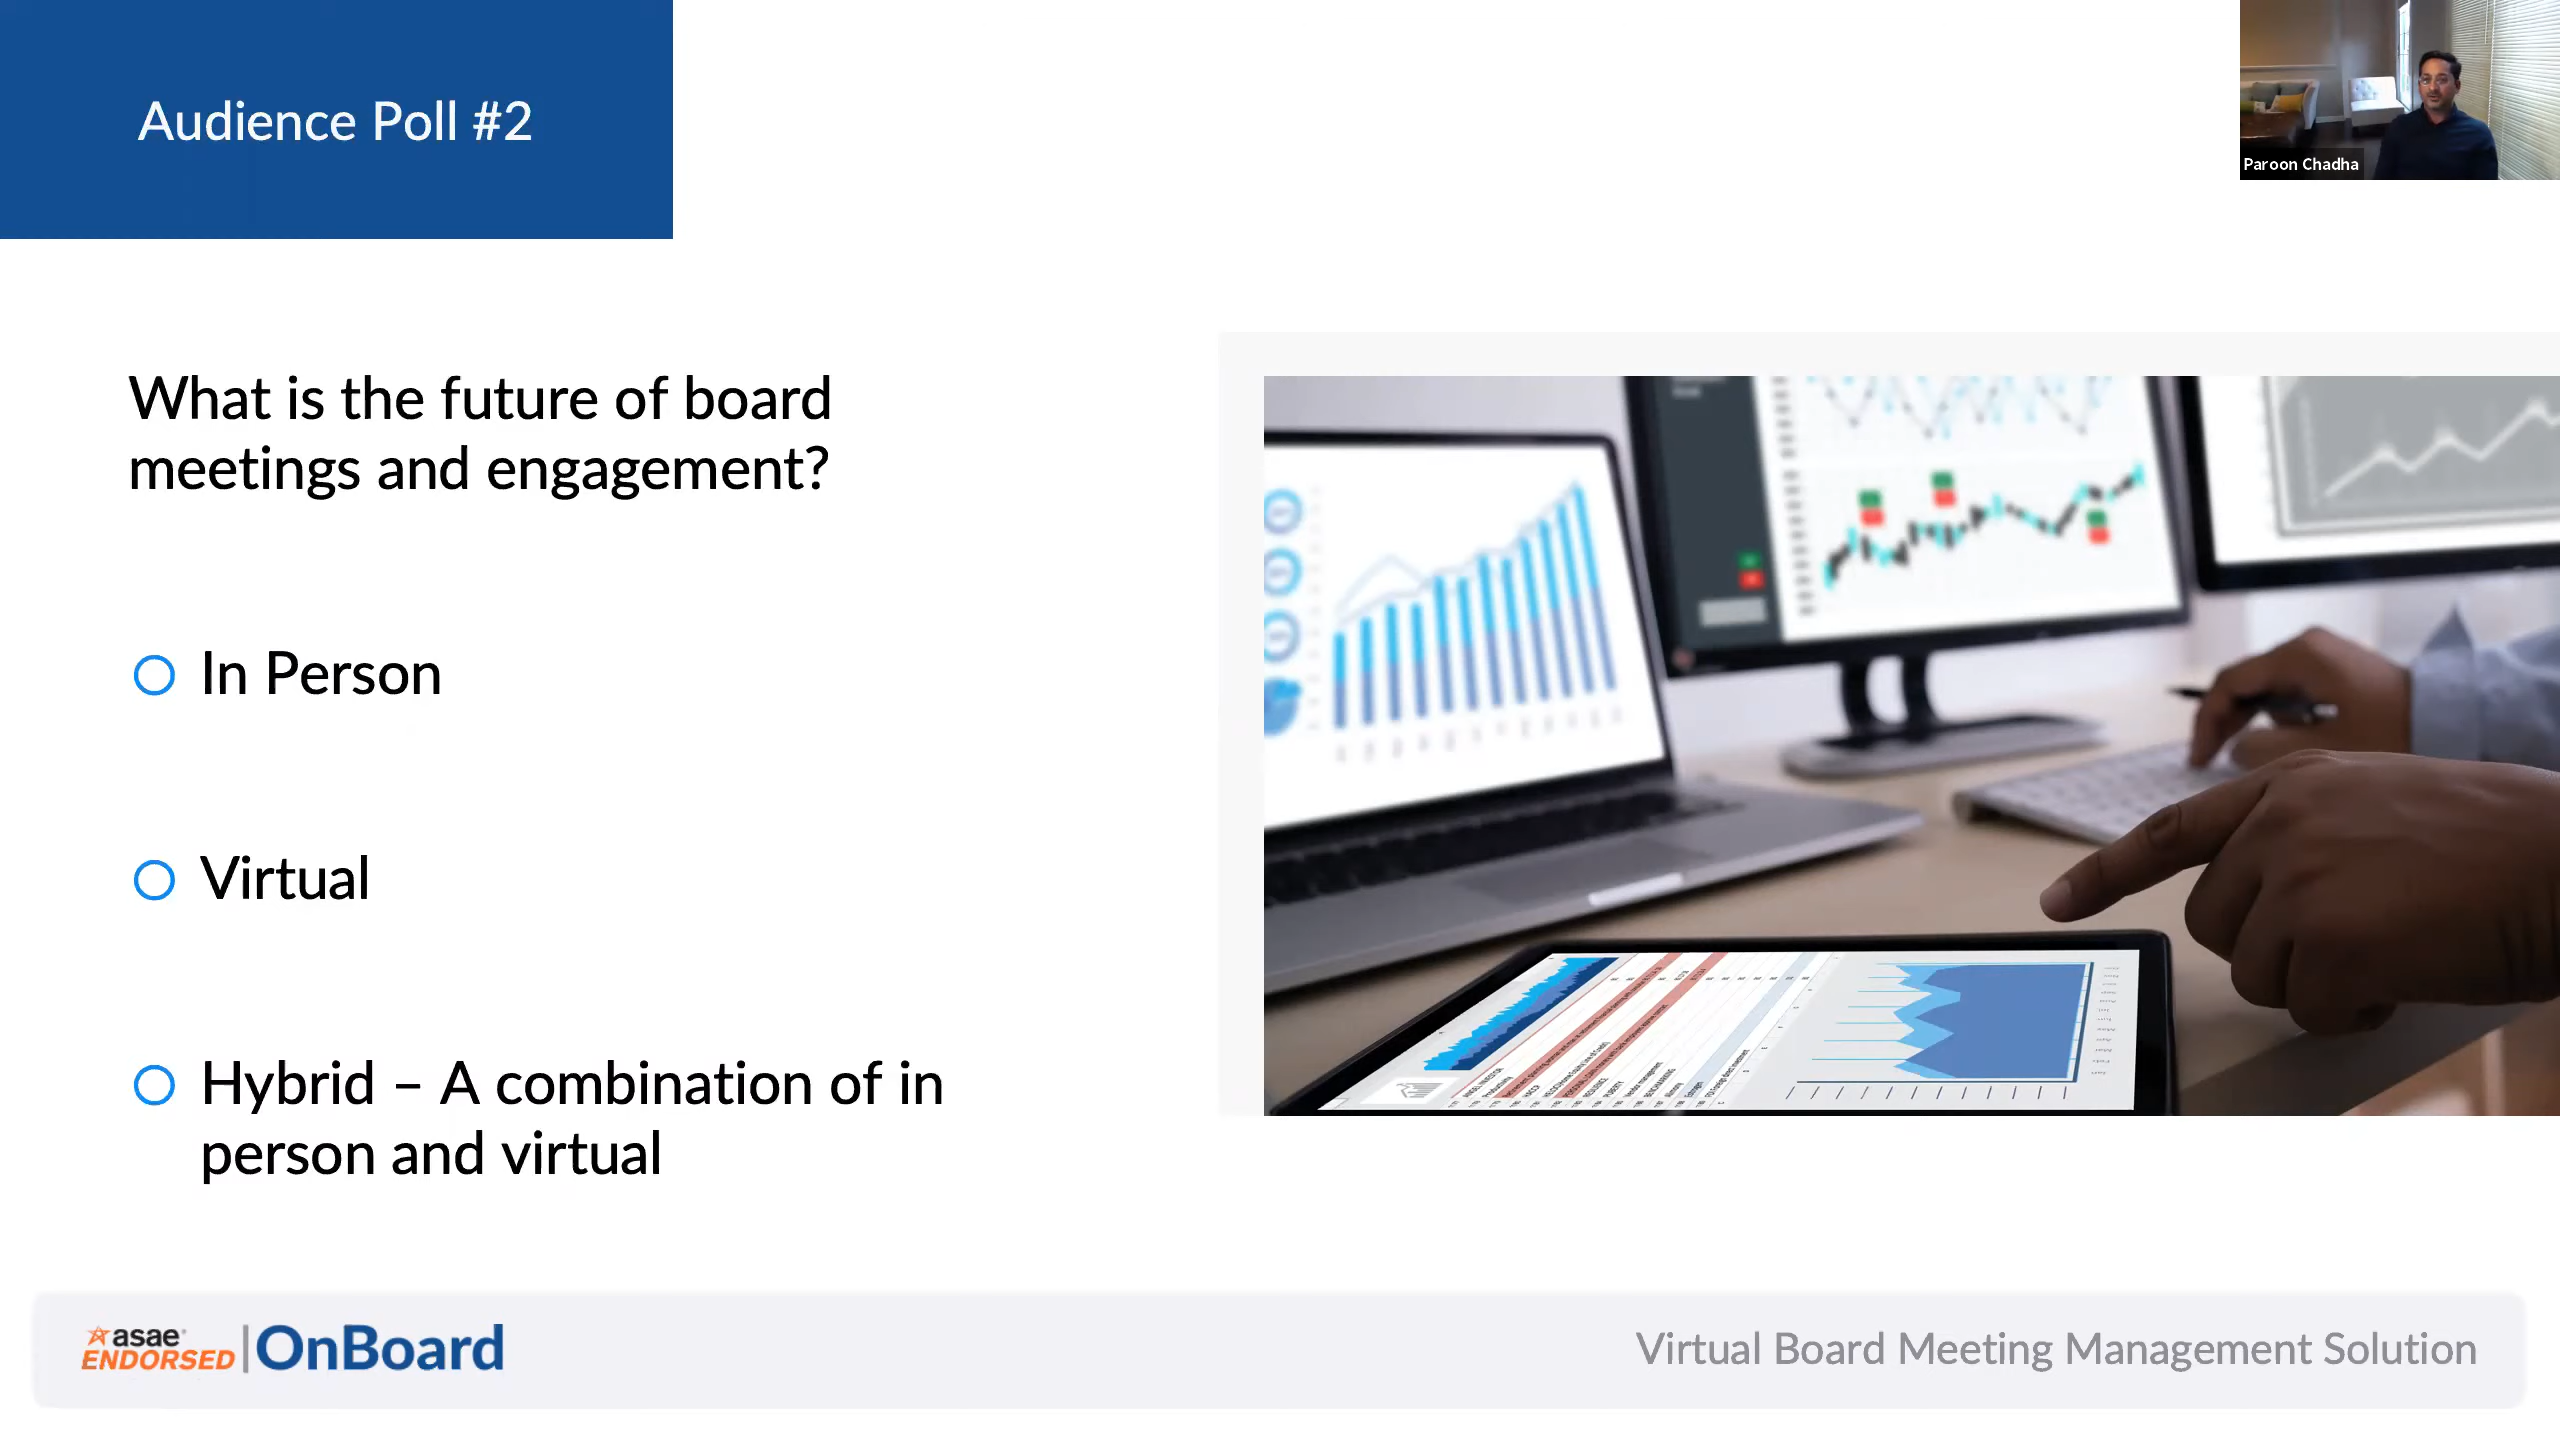 Audience Poll #2
Paroon Chadha
What is the future of board
meetings and engagement?
In Person
Virtual
Hybrid – A combination of in
person and virtual
asae
ENDORSED
OnBoard
Virtual Board Meeting Management Solution